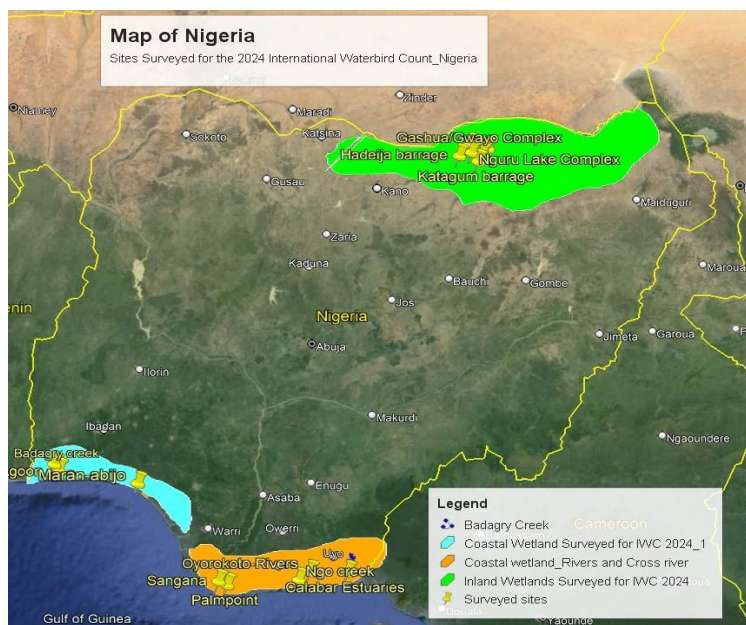 Map of Nigeria
Sites Surveyed for the 2024 International Waterbird Count_Nigeria
Niamey
Maradi
Zinder
Sokoto
Katsina
Gashua/Gwayo Complex
Hadeija barrage
Nguru Lake Complex
Katagum barrage
Gusau
Kano
Maiduguri
Zaria
Kaduna
Maroua
Bauchi
Gombe
Jos
enin
Nigeria
Abuja
Jimeta
Garoua
Ilorin
Makurdi
Ibadan
Ngaoundere
Badagry creek
goon
Maran-abijo
Enugu
Asaba
Warri
Owerri
Uyo
Oyorokoto-Rivers
Ngo creek
Sangana
Calabar Estuaries
Palmpoint
Gulf of Guinea
Legend
Badagry Creek
Cameroon
Coastal Wetland Surveyed for IWC 2024_1
Coastal wetland_Rivers and Cross river
Inland Wetlands Surveyed for IWC 2024
Surveyed sites
Douala
Yaounde